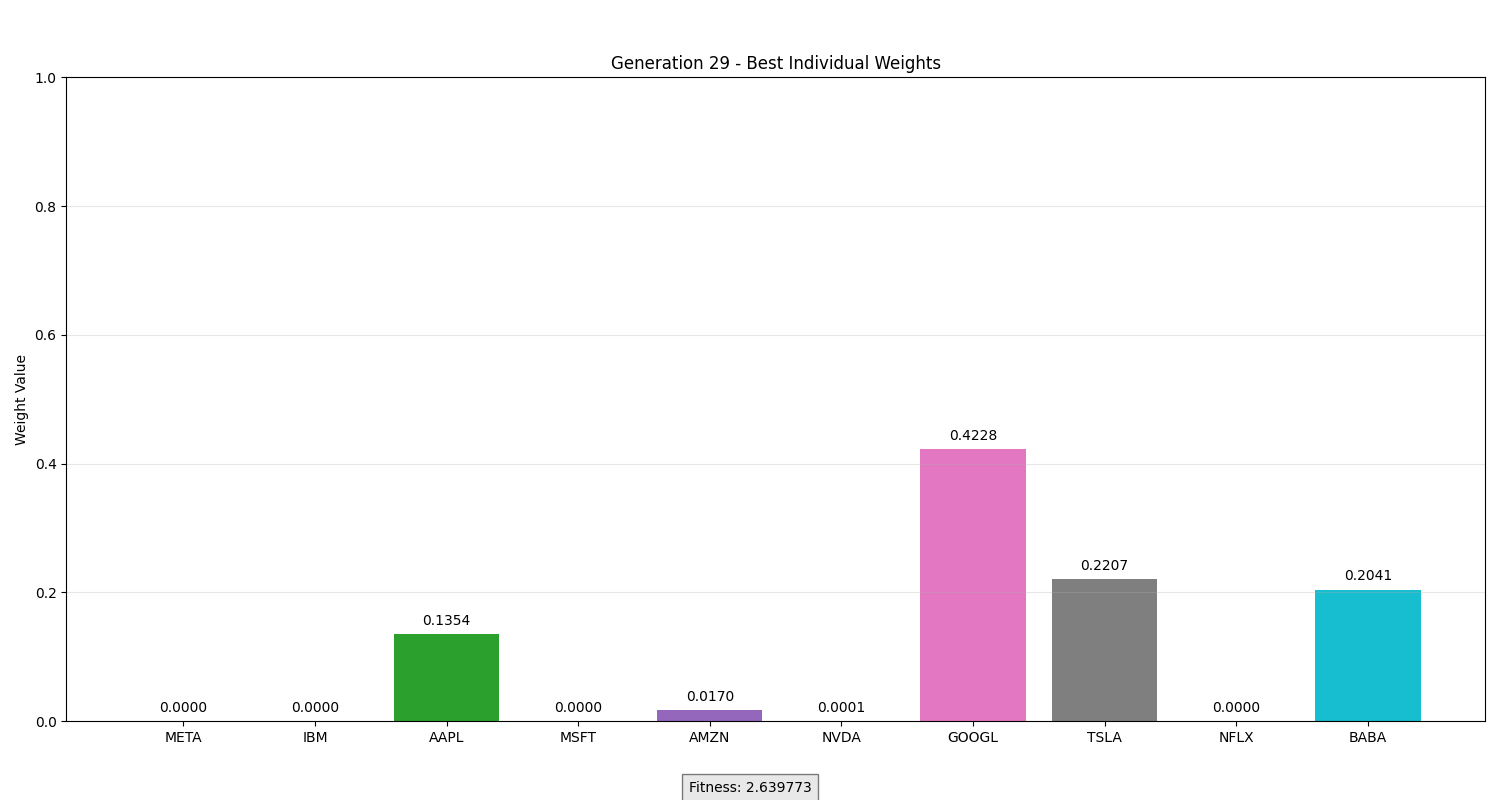 Generation 29 - Best Individual Weights
1.0
0.8
0.6
0.4
0.2
0.0
Weight Value
0.0000 0.0000 0.1354 0.0000 0.0170 0.0001 0.4228 0.2207 0.0000 0.2041
META IBM AAPL MSFT AMZN NVDA GOOGL TSLA NFLX BABA
Fitness: 2.639773